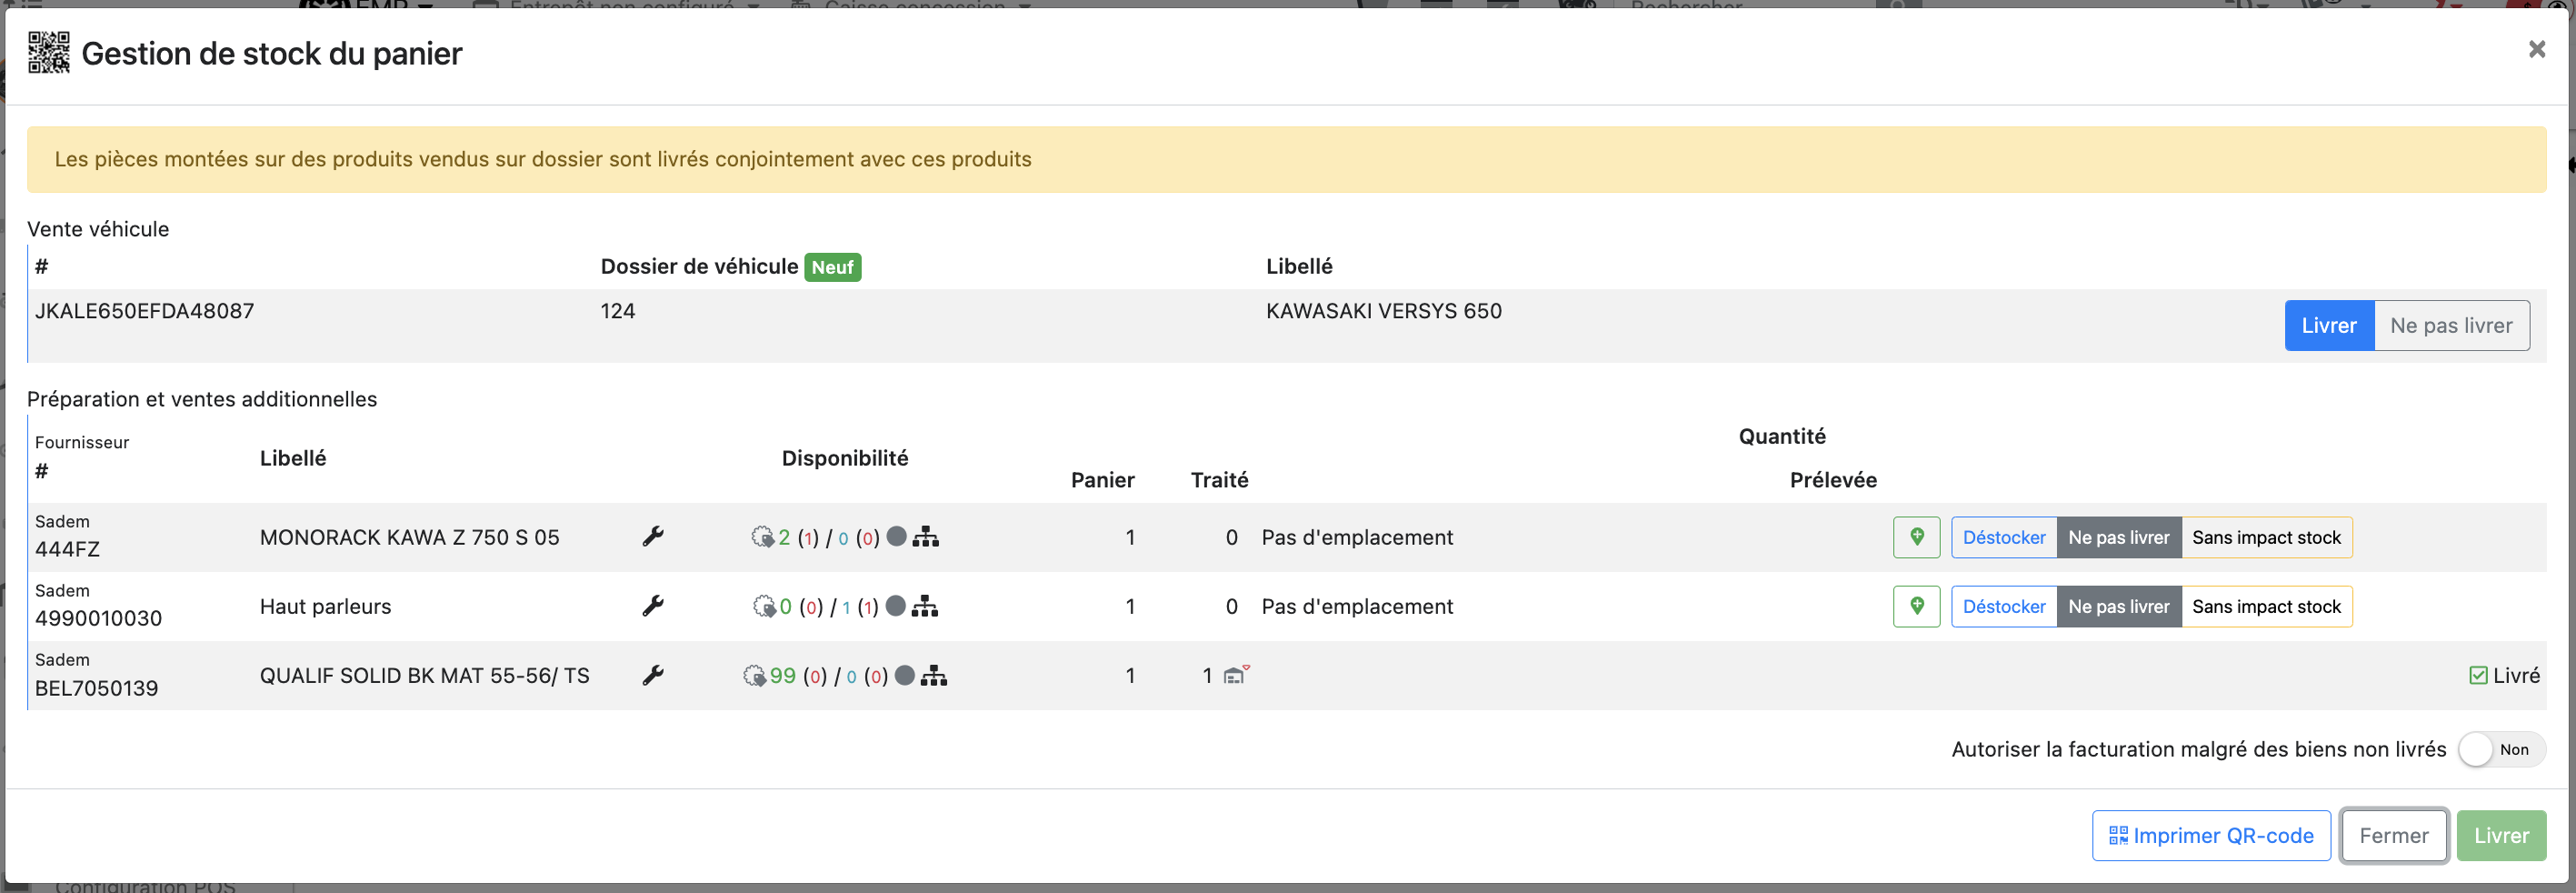 Gestion de stock du panier
×
Les pièces montées sur des produits vendus sur dossier sont livrés conjointement avec ces produits
Vente véhicule
# Dossier de véhicule Neuf Libellé
JKALE650EFDA48087 124 KAWASAKI VERSYS 650 Livrer Ne pas livrer
Préparation et ventes additionnelles
Fournisseur
# Libellé Disponibilité Quantité
Panier Traité Prélevée
Sadem
444FZ MONORACK KAWA Z 750 S 05 2 (1) / 0 (0) 1 0 Pas d'emplacement Déstocker Ne pas livrer Sans impact stock
Sadem
4990010030 Haut parleurs 0 (0) / 1 (1) 1 0 Pas d'emplacement Déstocker Ne pas livrer Sans impact stock
Sadem
BEL7050139 QUALIF SOLID BK MAT 55-56/ TS 99 (0) / 0 (0) 1 1 Livré
Autoriser la facturation malgré des biens non livrés Non
Imprimer QR-code Fermer Livrer
Configuration POS